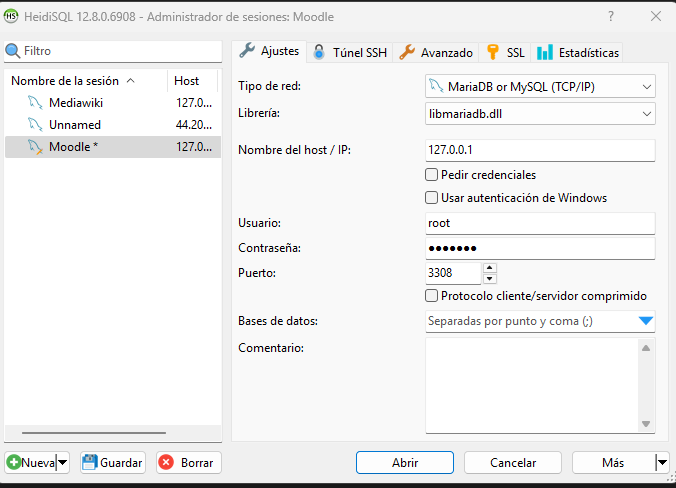 HeidiSQL 12.8.0.6908 - Administrador de sesiones: Moodle
Filtro
Nombre de la sesión Host
Mediawiki 127.0...
Unnamed 44.20...
Moodle * 127.0...
Ajustes Túnel SSH Avanzado SSL Estadísticas
Tipo de red: MariaDB or MySQL (TCP/IP)
Librería: libmariadb.dll
Nombre del host / IP: 127.0.0.1
Pedir credenciales
Usar autenticación de Windows
Usuario: root
Contraseña: ●●●●●●●
Puerto: 3308
Protocolo cliente/servidor comprimido
Bases de datos: Separadas por punto y coma (;)
Comentario:
Nueva Guardar Borrar Abrir Cancelar Más